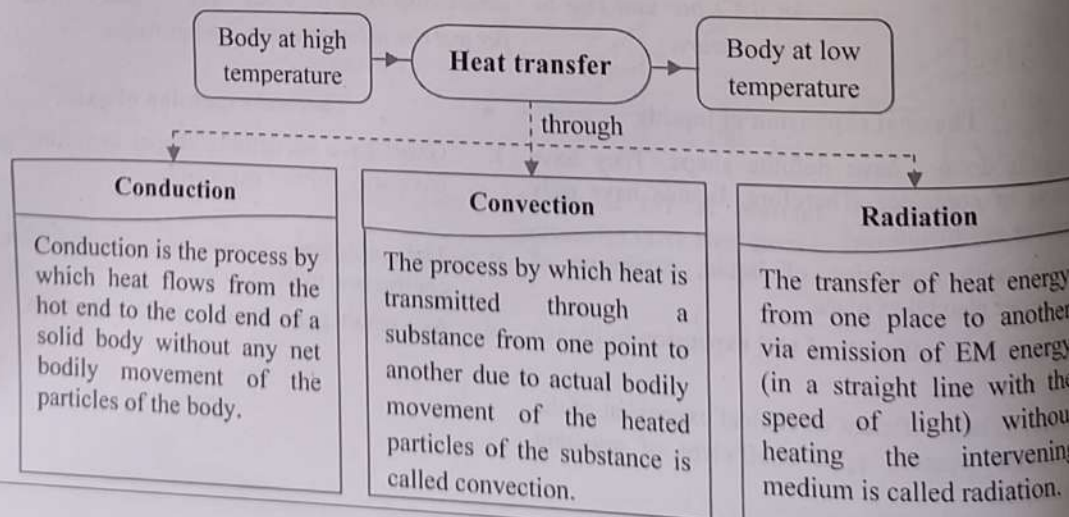 Body at high
temperature
Heat transfer
Body at low
temperature
through
Conduction
Conduction is the process by
which heat flows from the
hot end to the cold end of a
solid body without any net
bodily movement of the
particles of the body.
Convection
The process by which heat is
transmitted through a
substance from one point to
another due to actual bodily
movement of the heated
particles of the substance is
called convection.
Radiation
The transfer of heat energy
from one place to another
via emission of EM energy
(in a straight line with the
speed of light) without
heating the intervening
medium is called radiation.